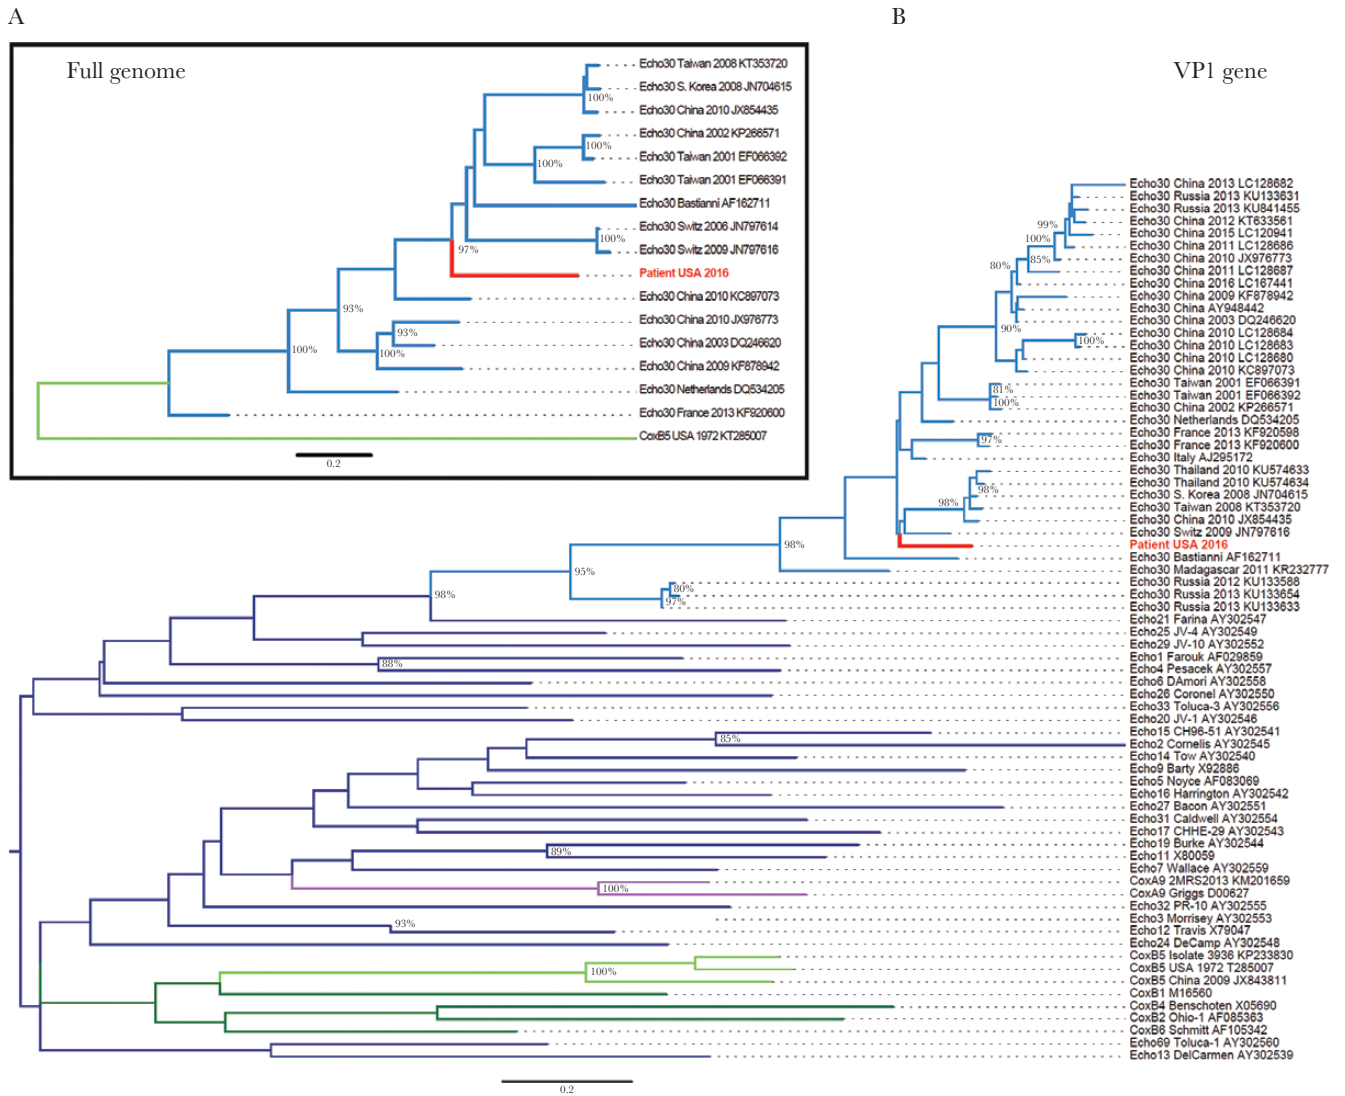 A
B
Full genome
VP1 gene
Echo30 Taiwan 2008 KT353720
Echo30 S. Korea 2008 JN704615
100%
Echo30 China 2010 JX854435
Echo30 China 2002 KP266571
100%
Echo30 Taiwan 2001 EF066392
100%
Echo30 Taiwan 2001 EF066391
Echo30 Bastianni AF162711
Echo30 Switz 2006 JN797614
100%
Echo30 Switz 2009 JN797616
97%
Patient USA 2016
Echo30 China 2010 KC897073
93%
Echo30 China 2010 JX976773
93%
Echo30 China 2003 DQ246620
100%
100%
Echo30 China 2009 KF878942
Echo30 Netherlands DQ534205
Echo30 France 2013 KF920600
CoxB5 USA 1972 KT285007
0.2
Echo30 China 2013 LC128682
Echo30 Russia 2013 KU133631
Echo30 Russia 2013 KU841455
99%
Echo30 China 2012 KT633561
Echo30 China 2015 LC120941
100%
Echo30 China 2011 LC128686
85%
Echo30 China 2010 JX976773
80%
Echo30 China 2011 LC128687
Echo30 China 2016 LC167441
Echo30 China 2009 KF878942
Echo30 China AY948442
Echo30 China 2003 DQ246620
90%
Echo30 China 2010 LC128684
100%
Echo30 China 2010 LC128683
Echo30 China 2010 LC128680
Echo30 China 2010 KC897073
Echo30 Taiwan 2001 EF066391
81%
Echo30 Taiwan 2001 EF066392
100%
Echo30 China 2002 KP266571
Echo30 Netherlands DQ534205
Echo30 France 2013 KF920598
97%
Echo30 France 2013 KF920600
Echo30 Italy AJ295172
Echo30 Thailand 2010 KU574633
Echo30 Thailand 2010 KU574634
98%
Echo30 S. Korea 2008 JN704615
98%
Echo30 Taiwan 2008 KT353720
Echo30 China 2010 JX854435
Echo30 Switz 2009 JN797616
98%
Patient USA 2016
Echo30 Bastianni AF162711
95%
Echo30 Madagascar 2011 KR232777
Echo30 Russia 2012 KU133588
80%
98%
Echo30 Russia 2013 KU133654
97%
Echo30 Russia 2013 KU133633
Echo21 Farina AY302547
Echo25 JV-4 AY302549
Echo29 JV-10 AY302552
Echo1 Farouk AF029859
88%
Echo4 Pesacek AY302557
Echo6 DAmori AY302558
Echo26 Coronel AY302550
Echo33 Toluca-3 AY302556
Echo20 JV-1 AY302546
Echo15 CH96-51 AY302541
85%
Echo2 Cornelis AY302545
Echo14 Tow AY302540
Echo9 Barty X92886
Echo5 Noyce AF083069
Echo16 Harrington AY302542
Echo27 Bacon AY302551
Echo31 Caldwell AY302554
Echo17 CHHE-29 AY302543
Echo19 Burke AY302544
89%
Echo11 X80059
Echo7 Wallace AY302559
CoxA9 2MRS2013 KM201659
100%
CoxA9 Griggs D00627
Echo32 PR-10 AY302555
Echo3 Morrisey AY302553
93%
Echo12 Travis X79047
Echo24 DeCamp AY302548
CoxB5 Isolate 3936 KP233830
CoxB5 USA 1972 T285007
100%
CoxB5 China 2009 JX843811
CoxB1 M16560
CoxB4 Benschoten X05690
CoxB2 Ohio-1 AF085363
CoxB6 Schmitt AF105342
Echo69 Toluca-1 AY302560
Echo13 DelCarmen AY302539
0.2